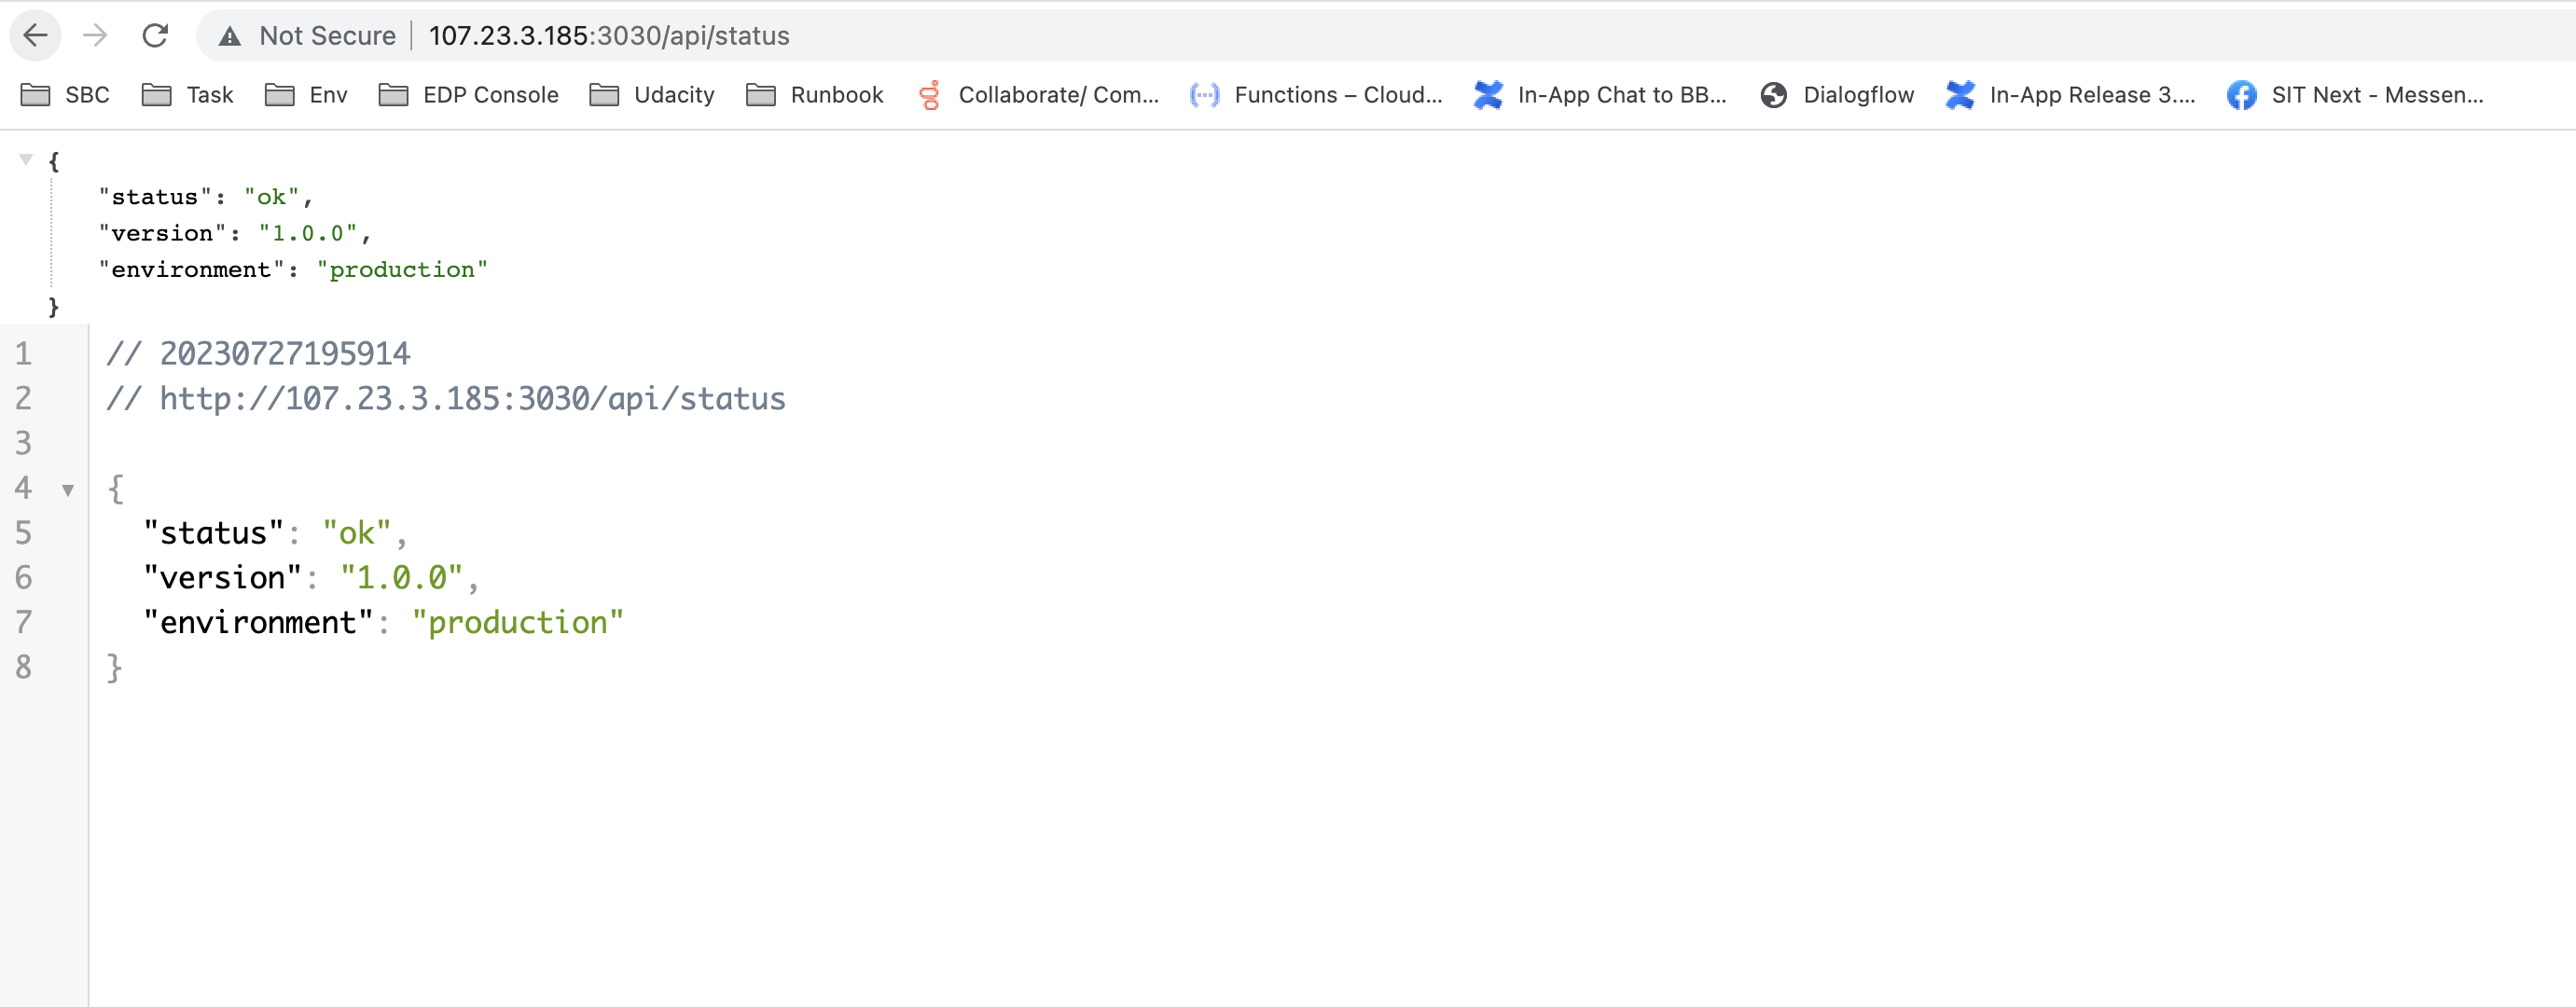 Not Secure 107.23.3.185:3030/api/status
SBC Task Env EDP Console Udacity Runbook Collaborate/ Com... Functions – Cloud... In-App Chat to BB... Dialogflow In-App Release 3.... SIT Next - Messen...
{
"status": "ok",
"version": "1.0.0",
"environment": "production"
}
1 // 20230727195914
2 // http://107.23.3.185:3030/api/status
3
4 {
5 "status": "ok",
6 "version": "1.0.0",
7 "environment": "production"
8 }